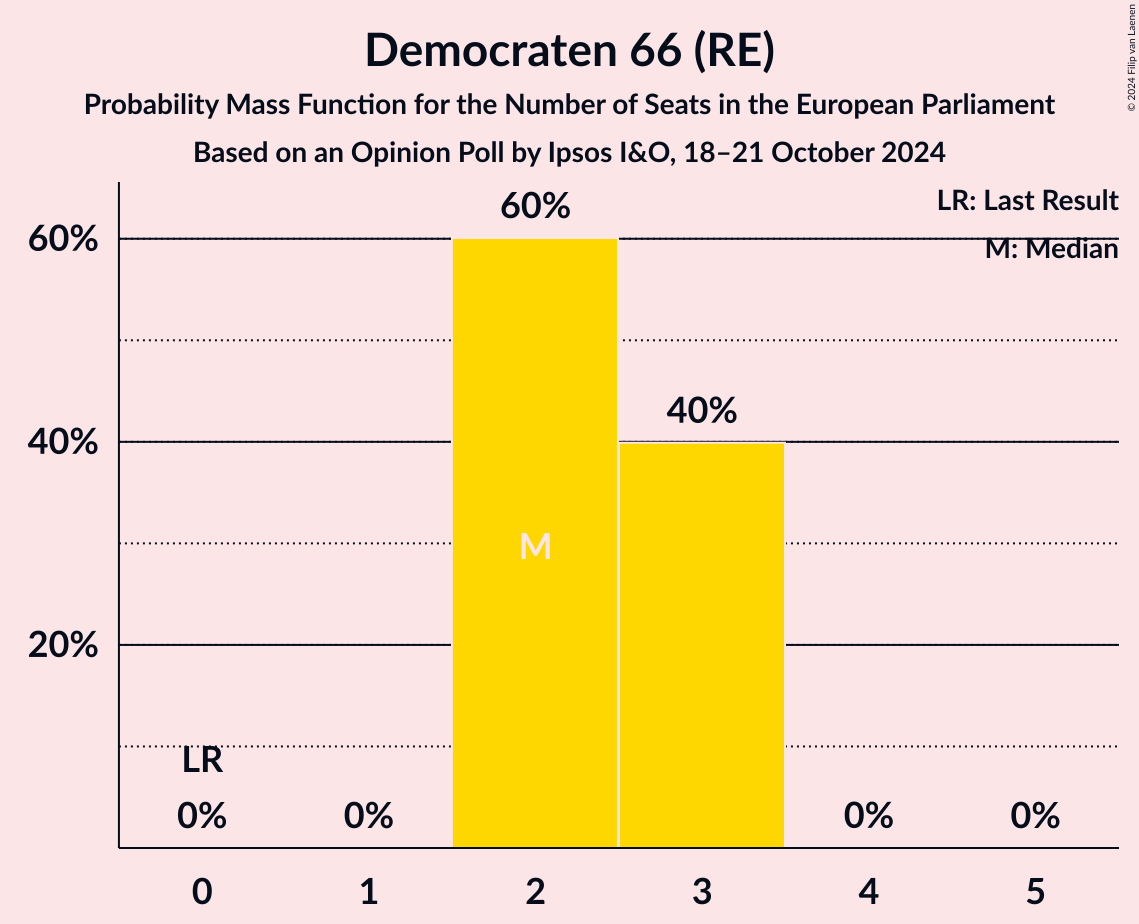 Democraten 66 (RE)
Probability Mass Function for the Number of Seats in the European Parliament
Based on an Opinion Poll by Ipsos I&O, 18–21 October 2024
© 2024 Filip van Laenen
LR: Last Result
M: Median
60%
40%
20%
60%
40%
M
LR
0%
0%
0%
0%
0 1 2 3 4 5